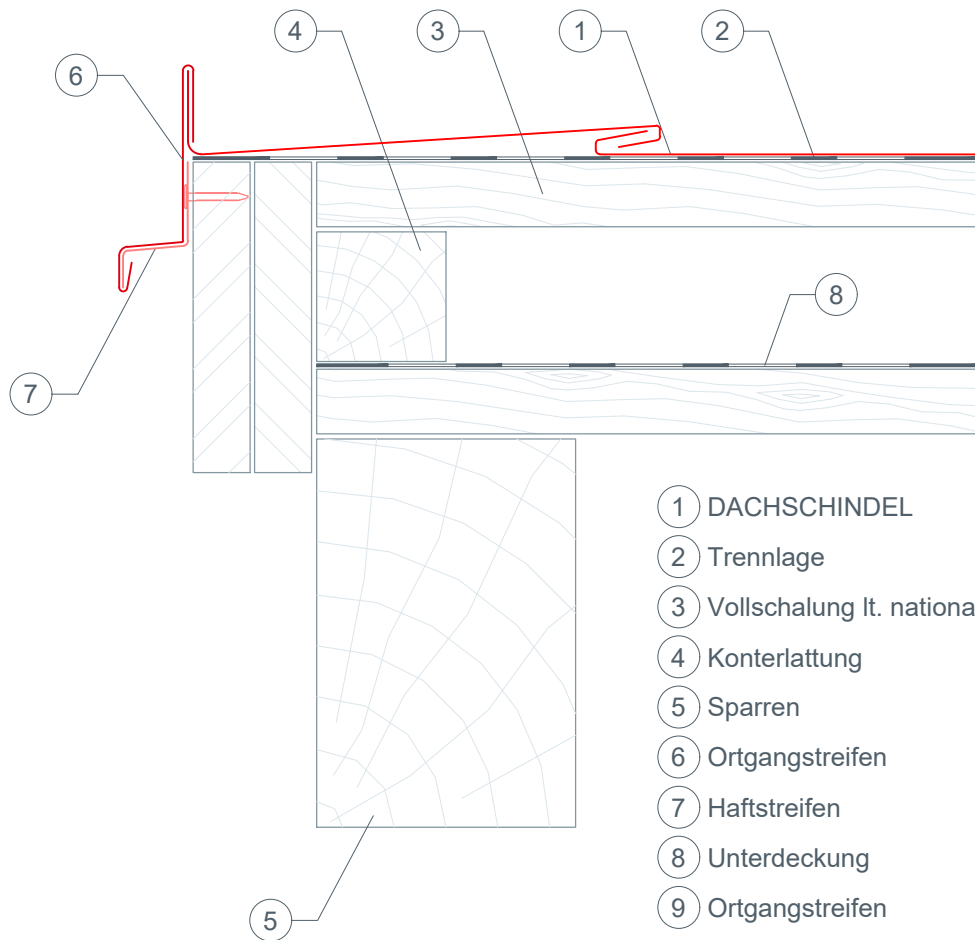 4 3 1 2
6
8
7
1 DACHSCHINDEL
2 Trennlage
3 Vollschalung lt. nationa
4 Konterlattung
5 Sparren
6 Ortgangstreifen
7 Haftstreifen
8 Unterdeckung
9 Ortgangstreifen
5